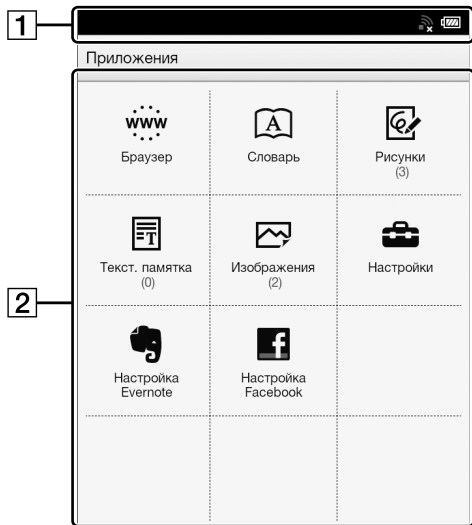 1
Приложения
www
Браузер
A
Словарь
Рисунки
(3)
T
Текст. памятка
(0)
Изображения
(2)
Настройки
2
Настройка
Evernote
f
Настройка
Facebook